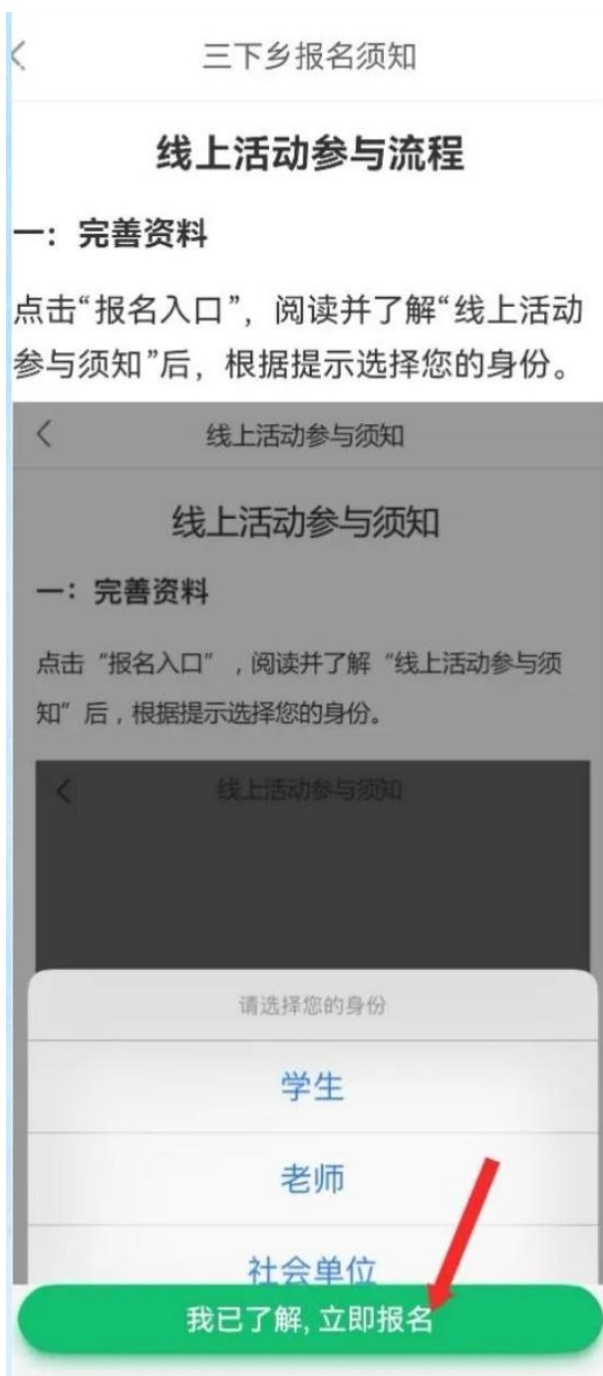 三下乡报名须知
线上活动参与流程
一：完善资料
点击“报名入口”，阅读并了解“线上活动
参与须知”后，根据提示选择您的身份。
线上活动参与须知
线上活动参与须知
一：完善资料
点击“报名入口”,阅读并了解“线上活动参与须
知”后,根据提示选择您的身份。
线上活动参与须知
请选择您的身份
学生
老师
社会单位
我已了解, 立即报名